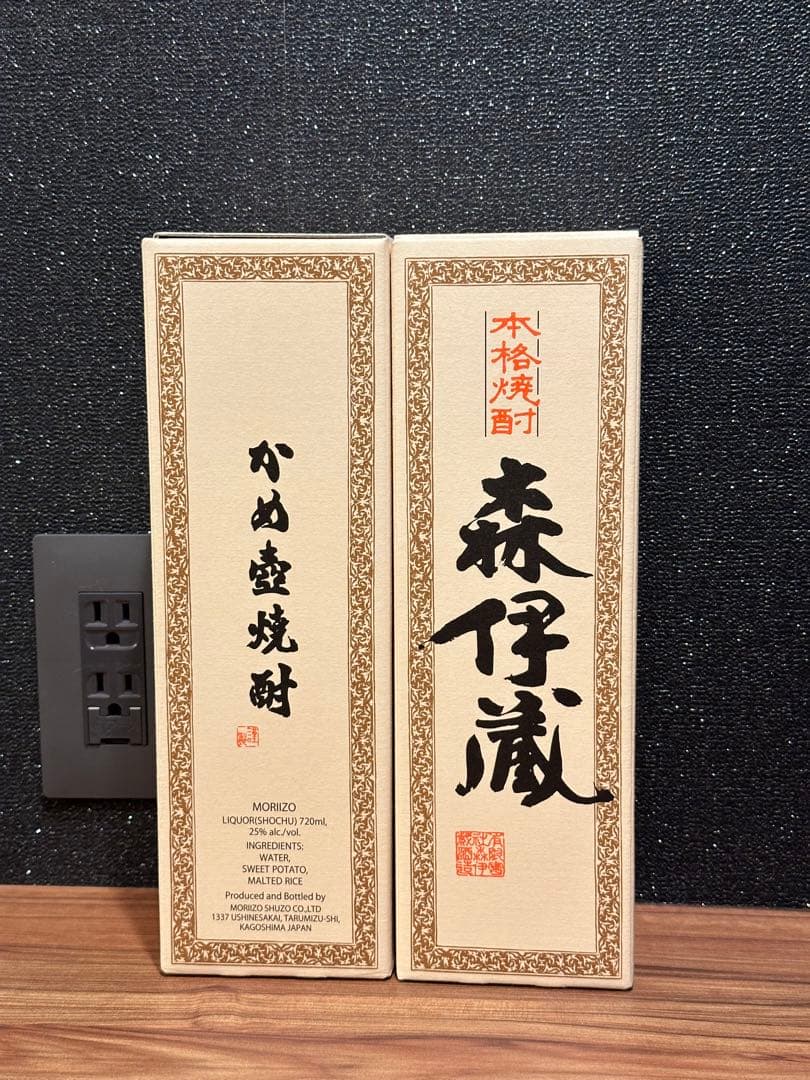 かめ壺焼酎
謹製
MORIIZO
LIQUOR(SHOCHU) 720ml,
25% alc./vol.
INGREDIENTS:
WATER,
SWEET POTATO,
MALTED RICE
Produced and Bottled by
MORIIZO SHUZO CO.,LTD
1337 USHINESAKAI, TARUMIZU-SHI,
KAGOSHIMA JAPAN
本格焼酎
森伊蔵